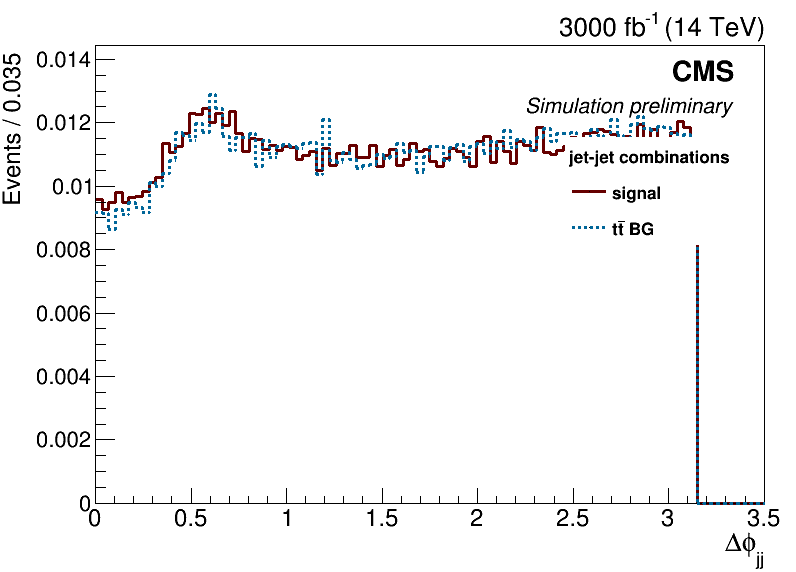 3000 fb⁻¹ (14 TeV)
CMS
Simulation preliminary
jet-jet combinations
signal
tt̄ BG
Events / 0.035
0.014
0.012
0.01
0.008
0.006
0.004
0.002
0
0 0.5 1 1.5 2 2.5 3 3.5
Δϕjj